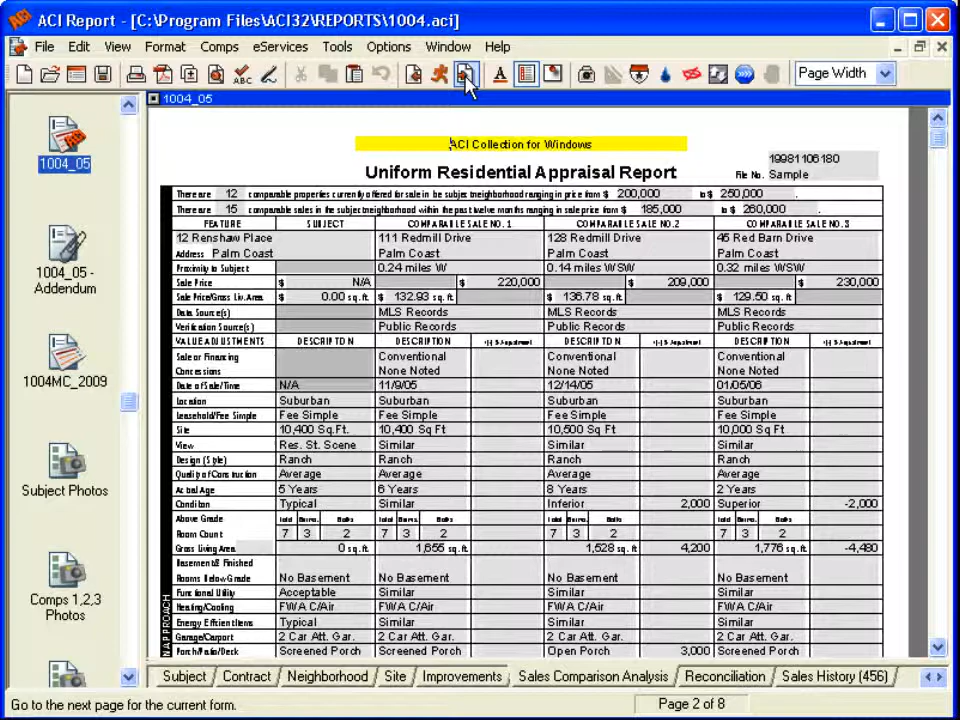 ACI Report - [C:\Program Files\ACI32\REPORTS\1004.aci]
File Edit View Format Comps eServices Tools Options Window Help
ABC A Page Width
1004_05
1004_05
1004_05 -
Addendum
1004MC_2009
Subject Photos
Comps 1,2,3
Photos
ACI Collection for Windows
19981106180
Uniform Residential Appraisal Report File No. Sample
There are 12 comparable properties currently offered for sale in the subject neighborhood ranging in price from $ 200,000 to $ 250,000 .
There are 15 comparable sales in the subject neighborhood within the past twelve months ranging in sale price from $ 185,000 to $ 260,000 .
FEATURE SUBJECT COMPARABLE SALE NO. 1 COMPARABLE SALE NO. 2 COMPARABLE SALE NO. 3
12 Renshaw Place 111 Redmill Drive 128 Redmill Drive 45 Red Barn Drive
Address Palm Coast Palm Coast Palm Coast Palm Coast
Proximity to Subject 0.24 miles W 0.14 miles WSW 0.32 miles WSW
Sale Price $ N/A $ 220,000 $ 209,000 $ 230,000
Sale Price/Gross Liv. Area $ 0.00 sq. ft. $ 132.93 sq. ft. $ 136.78 sq. ft. $ 129.50 sq. ft.
Data Source(s) MLS Records MLS Records MLS Records
Verification Source(s) Public Records Public Records Public Records
VALUE ADJUSTMENTS DESCRIPTION DESCRIPTION +(-) $ Adjustment DESCRIPTION +(-) $ Adjustment DESCRIPTION +(-) $ Adjustment
Sale or Financing Conventional Conventional Conventional
Concessions None Noted None Noted None Noted
Date of Sale/Time N/A 11/9/05 12/14/05 01/05/06
Location Suburban Suburban Suburban Suburban
Leasehold/Fee Simple Fee Simple Fee Simple Fee Simple Fee Simple
Site 10,400 Sq.Ft. 10,400 Sq Ft 10,500 Sq Ft 10,000 Sq Ft
View Res. St. Scene Similar Similar Similar
Design (Style) Ranch Ranch Ranch Ranch
Quality of Construction Average Average Average Average
Actual Age 5 Years 6 Years 8 Years 2 Years
Condition Typical Similar Inferior 2,000 Superior -2,000
Above Grade Total Bdrms. Baths Total Bdrms. Baths Total Bdrms. Baths Total Bdrms. Baths
Room Count 7 3 2 7 3 2 7 3 2 7 3 2
Gross Living Area 0 sq. ft. 1,655 sq. ft. 1,528 sq. ft. 4,200 1,776 sq. ft. -4,480
Basement & Finished
Rooms Below Grade No Basement No Basement No Basement No Basement
Functional Utility Acceptable Similar Similar Similar
Heating/Cooling FWA C/Air FWA C/Air FWA C/Air FWA C/Air
Energy Efficient Items Typical Similar Similar Similar
Garage/Carport 2 Car Att. Gar. 2 Car Att. Gar. 2 Car Att. Gar. 2 Car Att. Gar.
Porch/Patio/Deck Screened Porch Screened Porch Open Porch 3,000 Screened Porch
N APPROACH
Subject Contract Neighborhood Site Improvements Sales Comparison Analysis Reconciliation Sales History (456)
Go to the next page for the current form. Page 2 of 8